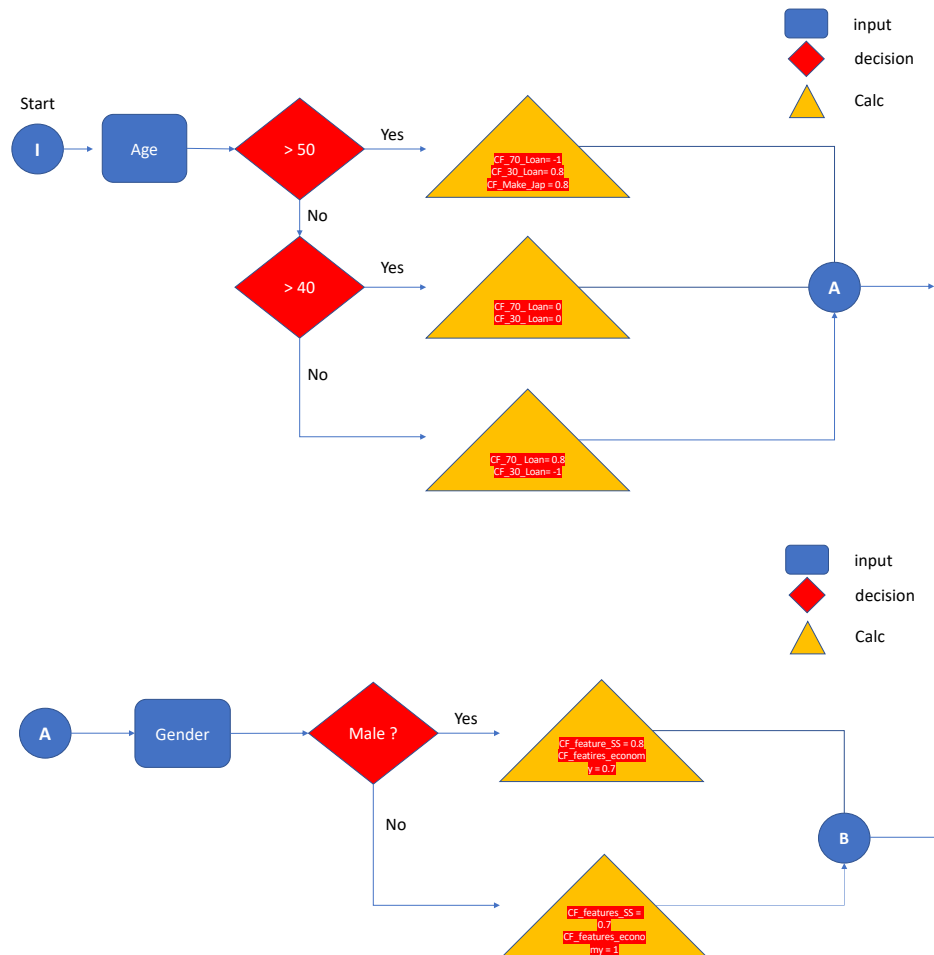 input
decision
Calc
Start
I
Age
> 50
Yes
CF_70_Loan= -1
CF_30_Loan= 0.8
CF_Make_Jap = 0.8
No
> 40
Yes
CF_70_ Loan= 0
CF_30_ Loan= 0
A
No
CF_70_ Loan= 0.8
CF_30_Loan= -1
input
decision
Calc
A
Gender
Male ?
Yes
CF_feature_SS = 0.8
CF_featires_econom
y = 0.7
No
B
CF_features_SS =
0.7
CF_features_econo
my = 1